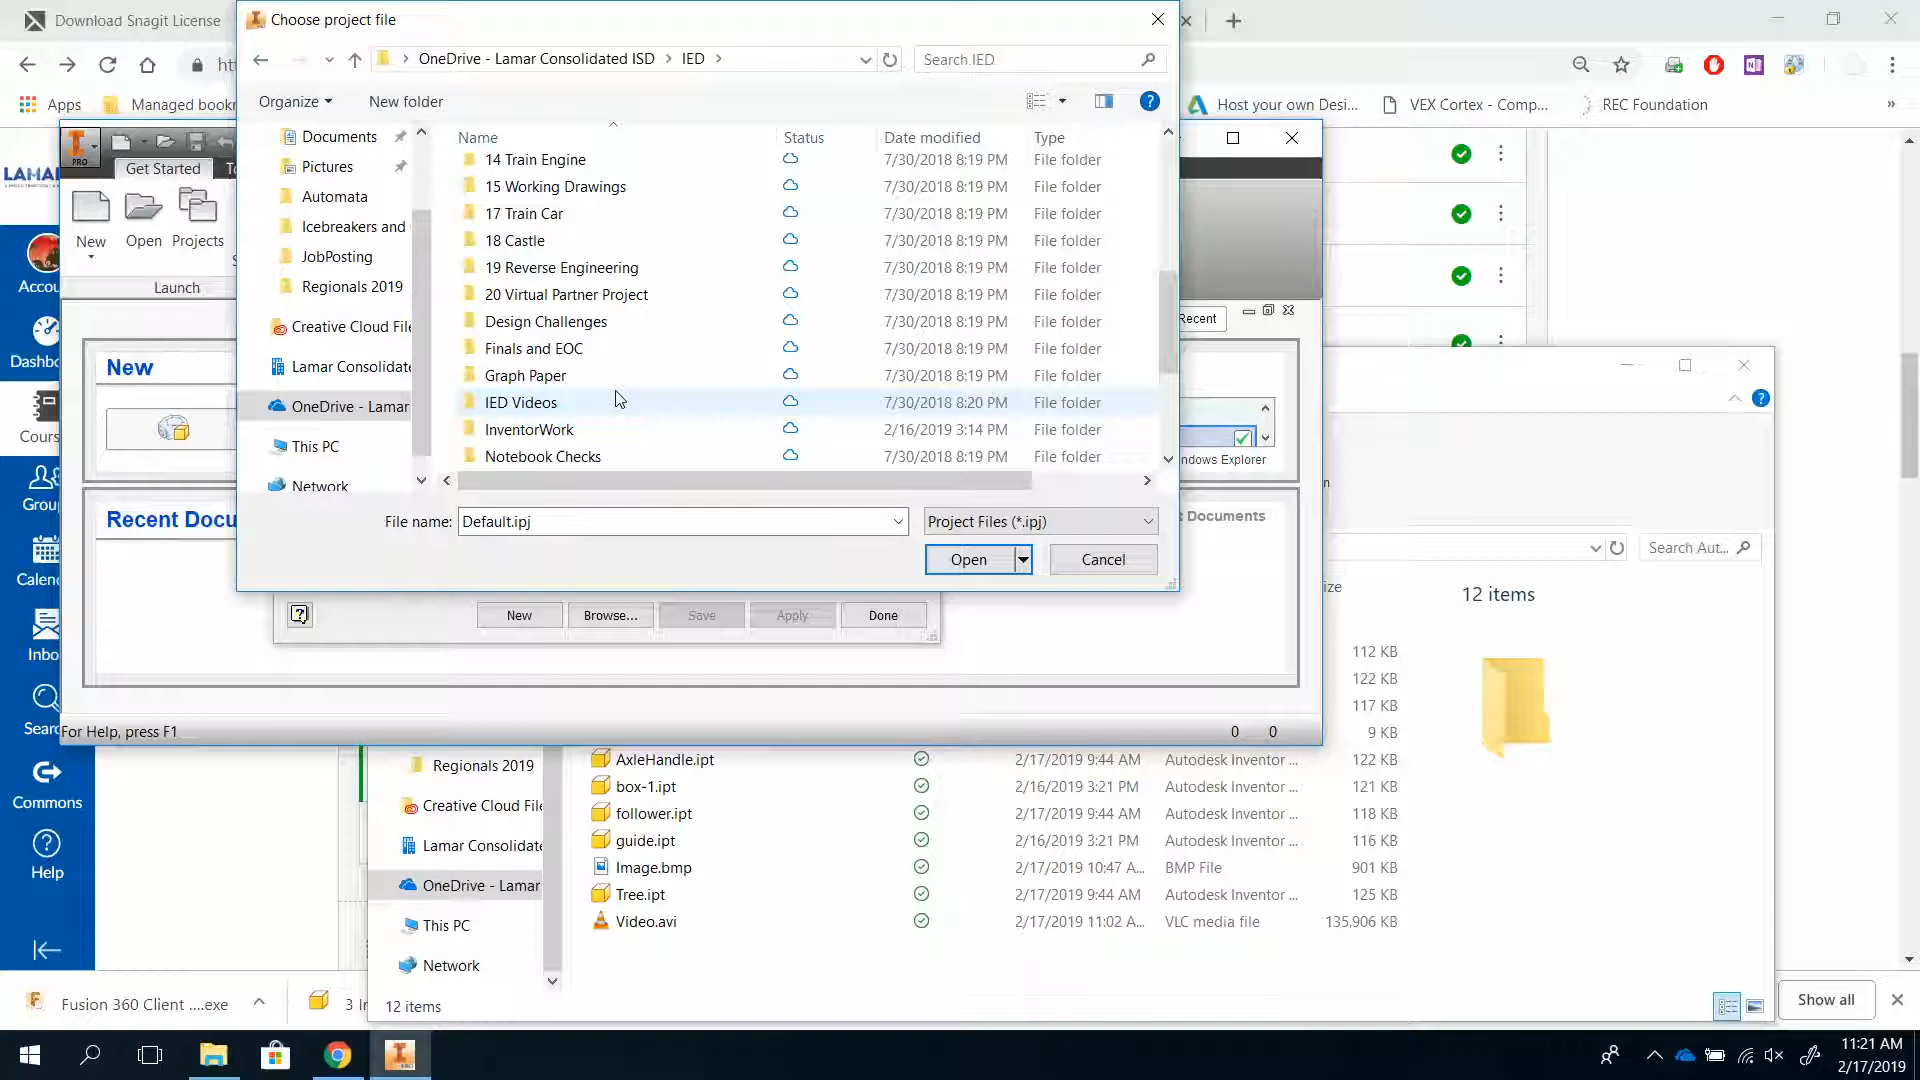 Download Snagit License
Choose project file
OneDrive - Lamar Consolidated ISD
IED
Search IED
Organize
New folder
Apps
Managed bookr
Host your own Desi...
VEX Cortex - Comp...
REC Foundation
»
Name
Status
Date modified
Type
14 Train Engine 7/30/2018 8:19 PM File folder
15 Working Drawings 7/30/2018 8:19 PM File folder
17 Train Car 7/30/2018 8:19 PM File folder
18 Castle 7/30/2018 8:19 PM File folder
19 Reverse Engineering 7/30/2018 8:19 PM File folder
20 Virtual Partner Project 7/30/2018 8:19 PM File folder
Design Challenges 7/30/2018 8:19 PM File folder
Finals and EOC 7/30/2018 8:19 PM File folder
Graph Paper 7/30/2018 8:19 PM File folder
IED Videos 7/30/2018 8:20 PM File folder
InventorWork 2/16/2019 3:14 PM File folder
Notebook Checks 7/30/2018 8:19 PM File folder
Documents
Pictures
Automata
Icebreakers and
JobPosting
Regionals 2019
Creative Cloud File
Lamar Consolidate
OneDrive - Lamar
This PC
Network
File name:
Default.ipj
Project Files (*.ipj)
Open
Cancel
PRO
Get Started
New
Open
Projects
Launch
New
Recent Docu
Recent
ndows Explorer
t Documents
New
Browse...
Save
Apply
Done
For Help, press F1
0
0
LAMAR
Accou
Dashbo
Cours
Group
Calend
Inbo
Searc
Commons
Help
Search Aut...
ize
12 items
112 KB
122 KB
117 KB
9 KB
AxleHandle.ipt 2/17/2019 9:44 AM Autodesk Inventor ... 122 KB
box-1.ipt 2/16/2019 3:21 PM Autodesk Inventor ... 121 KB
follower.ipt 2/17/2019 9:44 AM Autodesk Inventor ... 118 KB
guide.ipt 2/16/2019 3:21 PM Autodesk Inventor ... 116 KB
Image.bmp 2/17/2019 10:47 A... BMP File 901 KB
Tree.ipt 2/17/2019 9:44 AM Autodesk Inventor ... 125 KB
Video.avi 2/17/2019 11:02 A... VLC media file 135,906 KB
Regionals 2019
Creative Cloud File
Lamar Consolidate
OneDrive - Lamar
This PC
Network
12 items
Fusion 360 Client ....exe
Show all
11:21 AM
2/17/2019